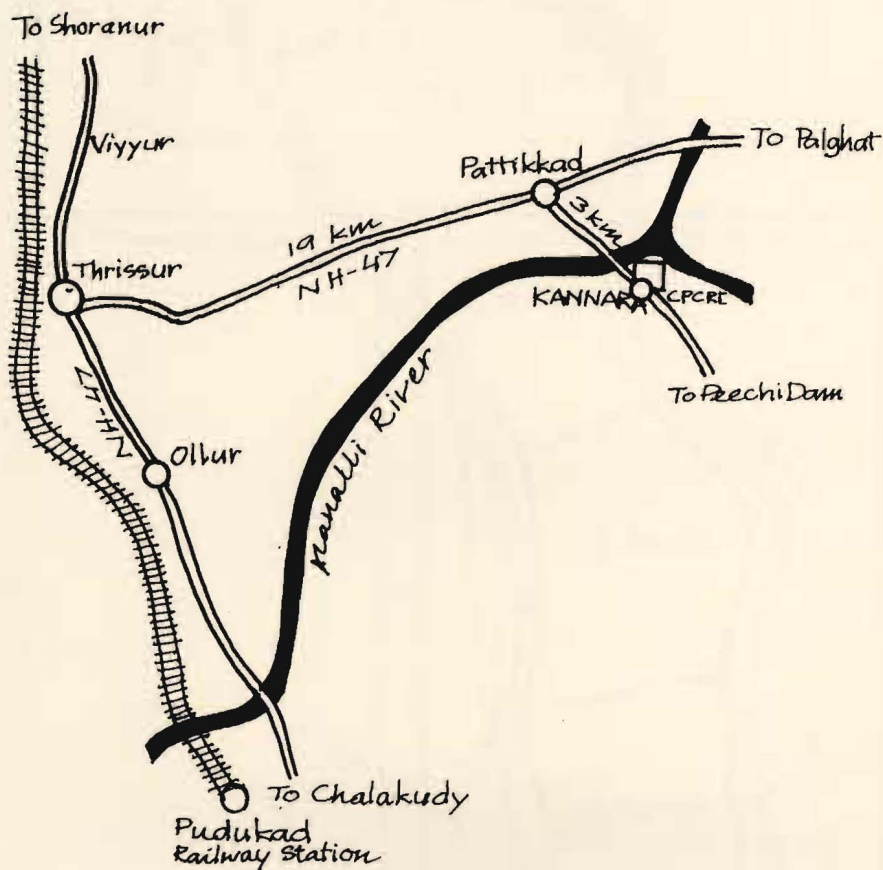 To Shoranur
Viyyur
To Palghat
Pattikkad
3 km
19 km
NH-47
Thrissur
KANNARA
CPCRI
To Peechi Dam
NH-47
Ollur
Manalli River
To Chalakudy
Pudukad
Railway Station